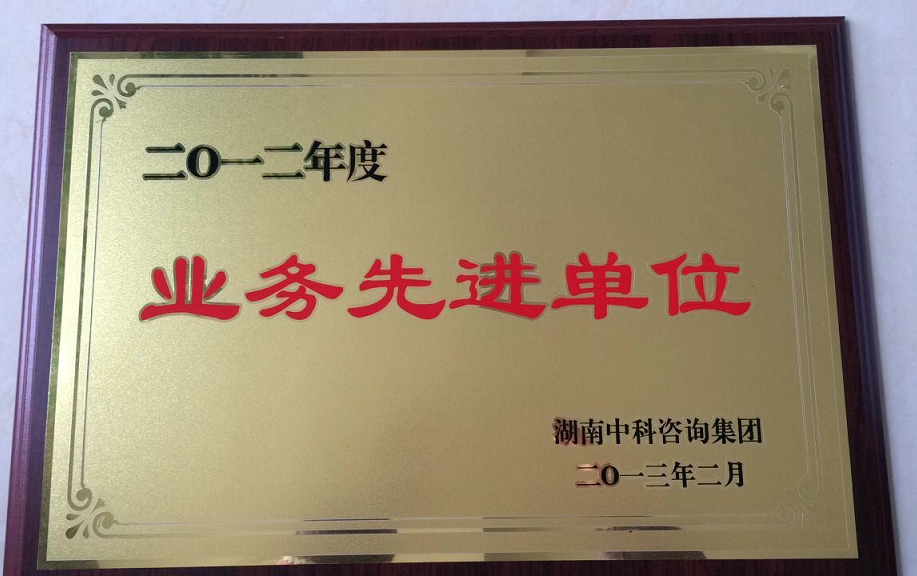 二O一二年度
业务先进单位
湖南中科咨询集团
二O一三年二月